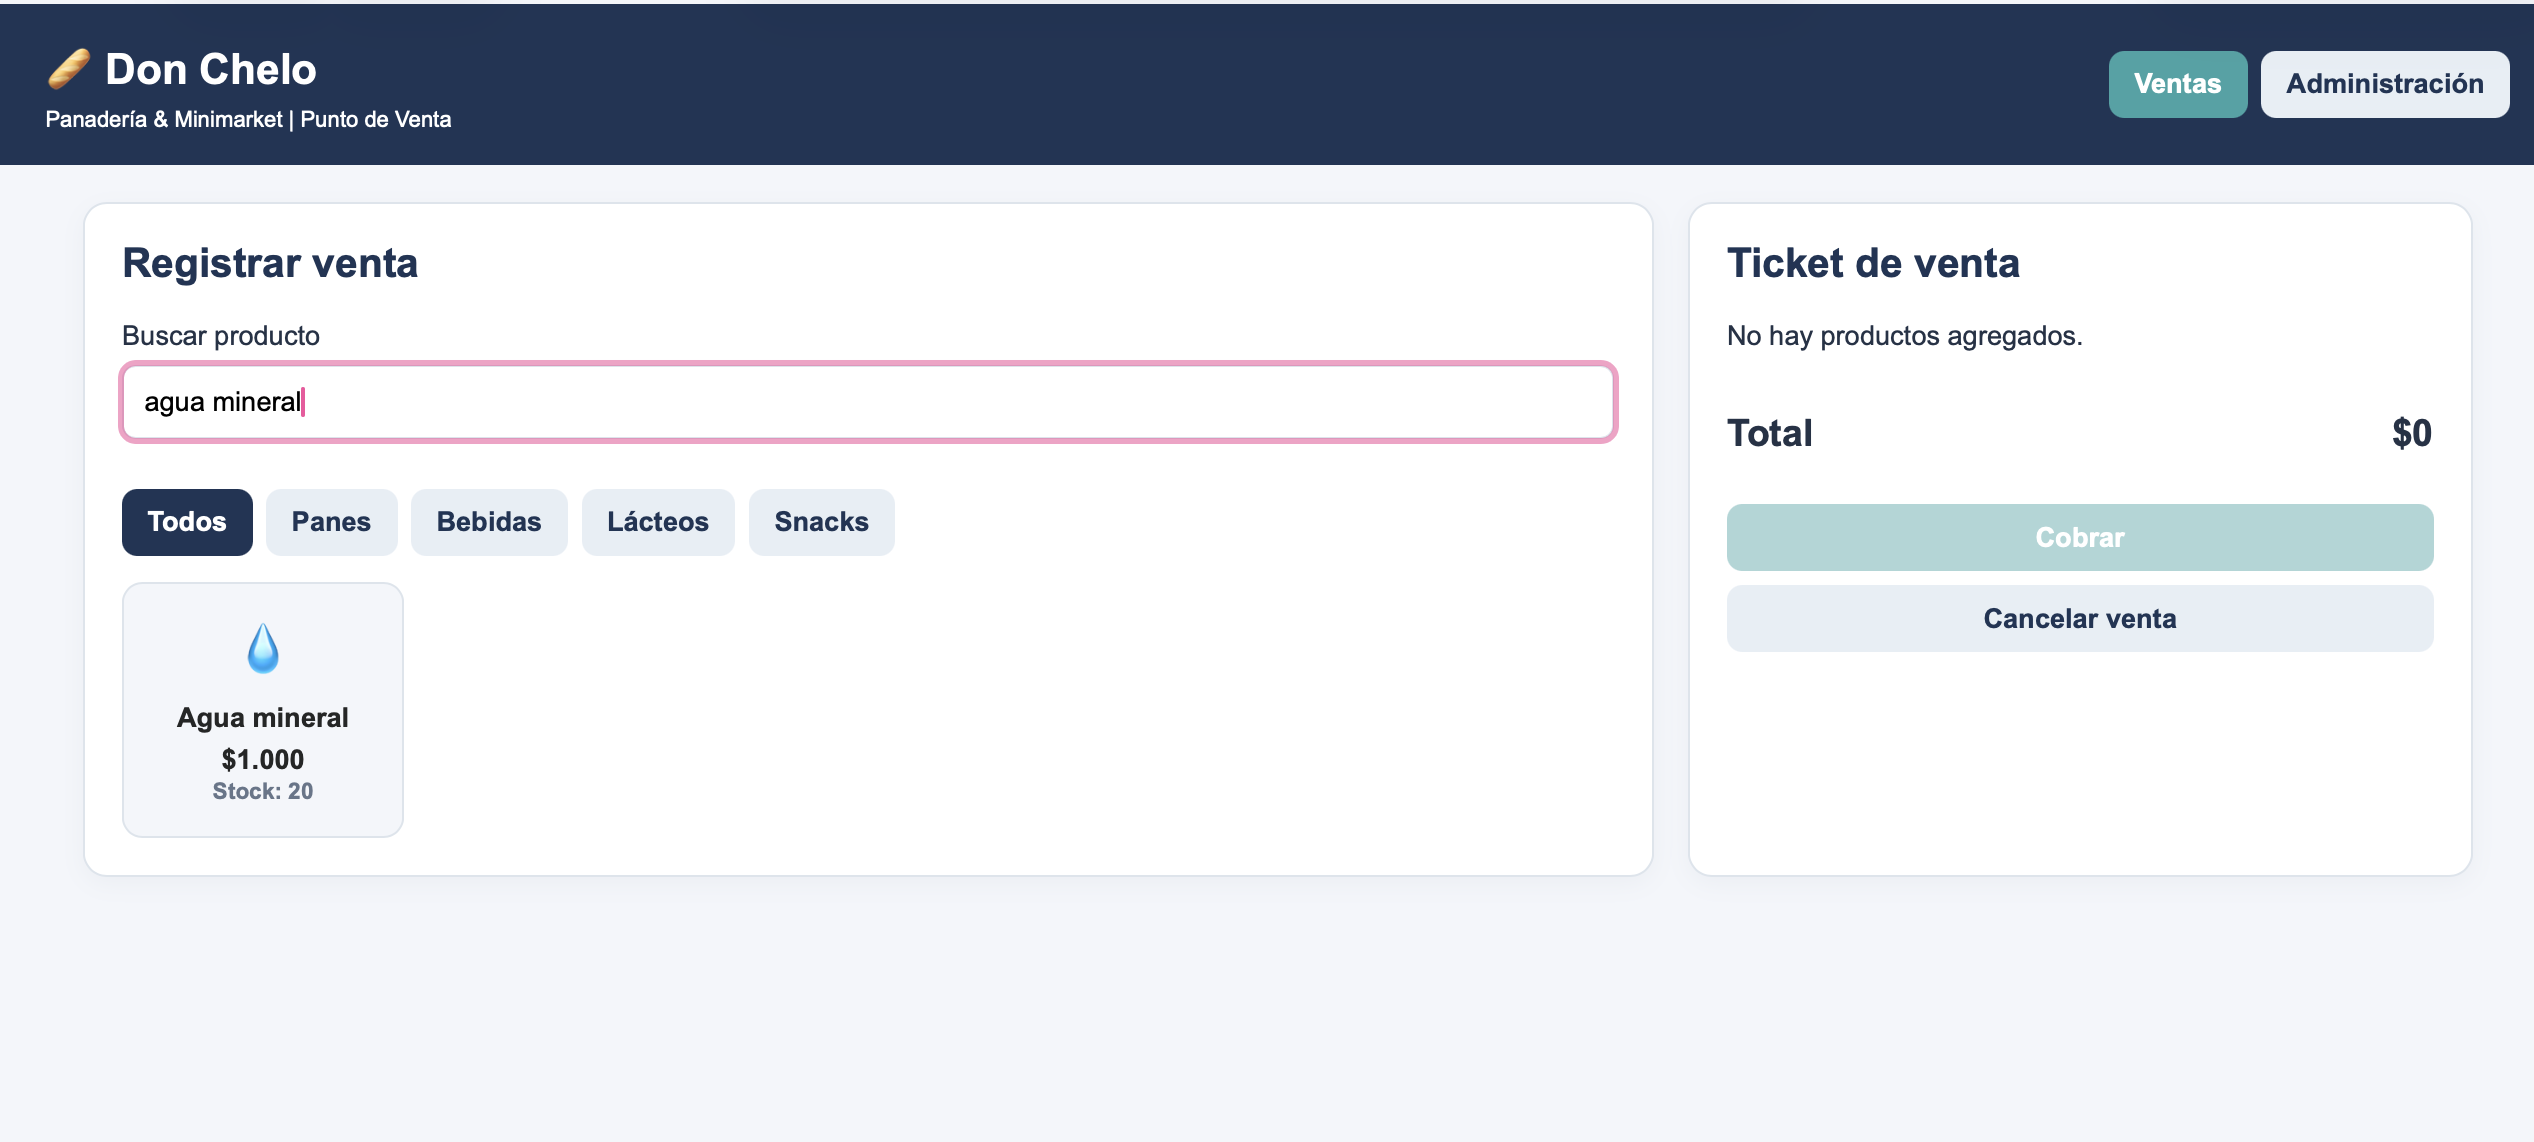 Don Chelo
Panadería & Minimarket | Punto de Venta
Ventas
Administración
Registrar venta
Buscar producto
agua mineral
Todos
Panes
Bebidas
Lácteos
Snacks
Agua mineral
$1.000
Stock: 20
Ticket de venta
No hay productos agregados.
Total
$0
Cobrar
Cancelar venta